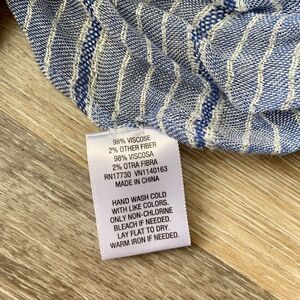 98% VISCOSE
2% OTHER FIBER
98% VISCOSA
2% OTRA FIBRA
RN17730 VN1140163
MADE IN CHINA
HAND WASH COLD
WITH LIKE COLORS.
ONLY NON-CHLORINE
BLEACH IF NEEDED.
LAY FLAT TO DRY.
WARM IRON IF NEEDED.